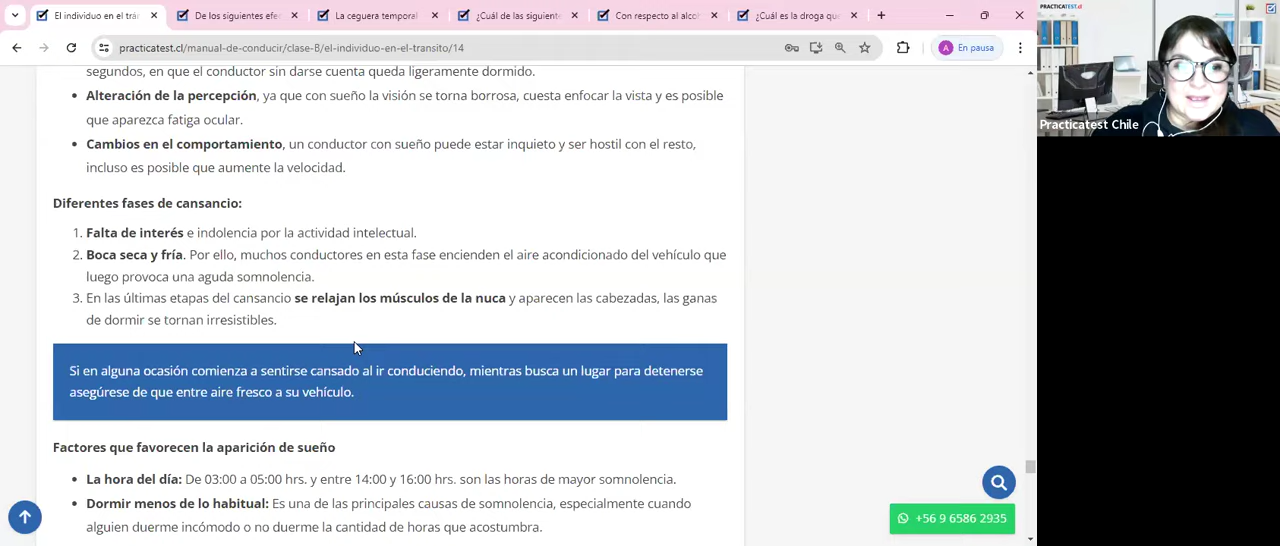 El individuo en el trán
De los siguientes efe
La ceguera temporal
¿Cuál de las siguiente
Con respecto al alcoh
¿Cuál es la droga qu
practicatest.cl/manual-de-conducir/clase-B/el-individuo-en-el-transito/14
A En pausa
segundos, en que el conductor sin darse cuenta queda ligeramente dormido.
• Alteración de la percepción, ya que con sueño la visión se torna borrosa, cuesta enfocar la vista y es posible
que aparezca fatiga ocular.
• Cambios en el comportamiento, un conductor con sueño puede estar inquieto y ser hostil con el resto,
incluso es posible que aumente la velocidad.
Diferentes fases de cansancio:
1. Falta de interés e indolencia por la actividad intelectual.
2. Boca seca y fría. Por ello, muchos conductores en esta fase encienden el aire acondicionado del vehículo que
luego provoca una aguda somnolencia.
3. En las últimas etapas del cansancio se relajan los músculos de la nuca y aparecen las cabezadas, las ganas
de dormir se tornan irresistibles.
Si en alguna ocasión comienza a sentirse cansado al ir conduciendo, mientras busca un lugar para detenerse
asegúrese de que entre aire fresco a su vehículo.
Factores que favorecen la aparición de sueño
• La hora del día: De 03:00 a 05:00 hrs. y entre 14:00 y 16:00 hrs. son las horas de mayor somnolencia.
• Dormir menos de lo habitual: Es una de las principales causas de somnolencia, especialmente cuando
alguien duerme muy poco o menos de la cantidad de horas que acostumbra.
+56 9 6586 2935
PRACTICATEST.cl
Practicatest Chile